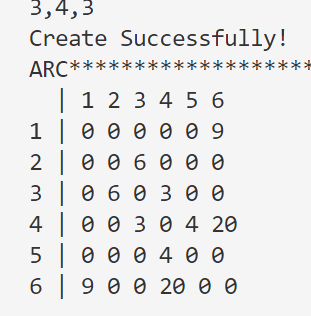 3,4,3
Create Successfully!
ARC*******************
| 1 2 3 4 5 6
1 | 0 0 0 0 0 9
2 | 0 0 6 0 0 0
3 | 0 6 0 3 0 0
4 | 0 0 3 0 4 20
5 | 0 0 0 4 0 0
6 | 9 0 0 20 0 0